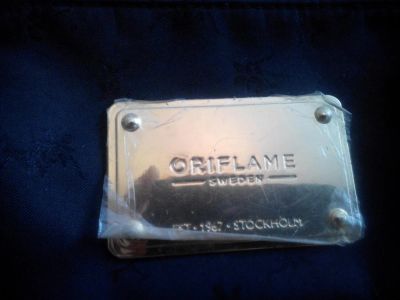 ORIFLAME
SWEDEN
EST • 1967 • STOCKHOLM